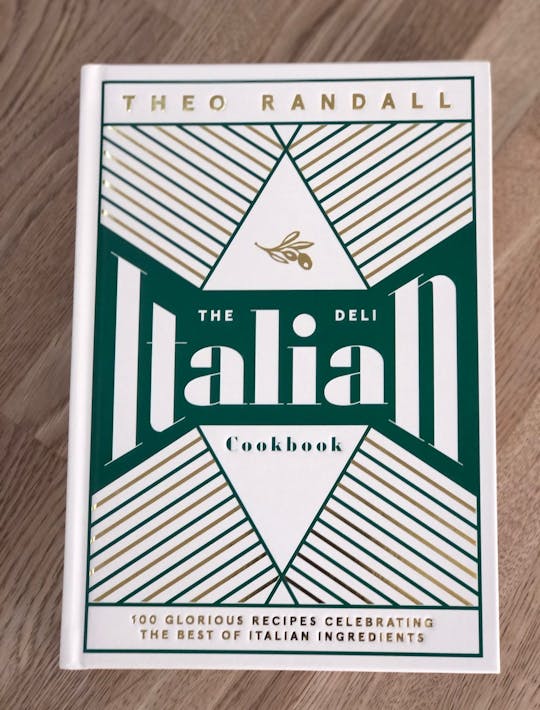 THEO RANDALL
THE DELI
Italian
Cookbook
100 GLORIOUS RECIPES CELEBRATING
THE BEST OF ITALIAN INGREDIENTS